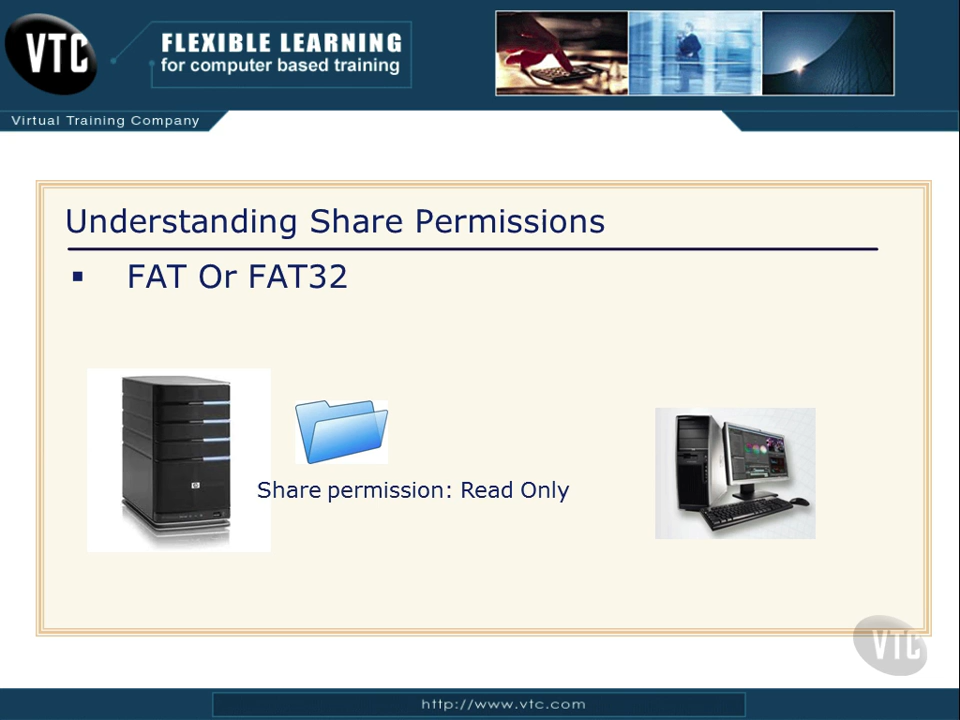 VTC
FLEXIBLE LEARNING
for computer based training
Virtual Training Company
Understanding Share Permissions
▪ FAT Or FAT32
Share permission: Read Only
VTC
http://www.vtc.com